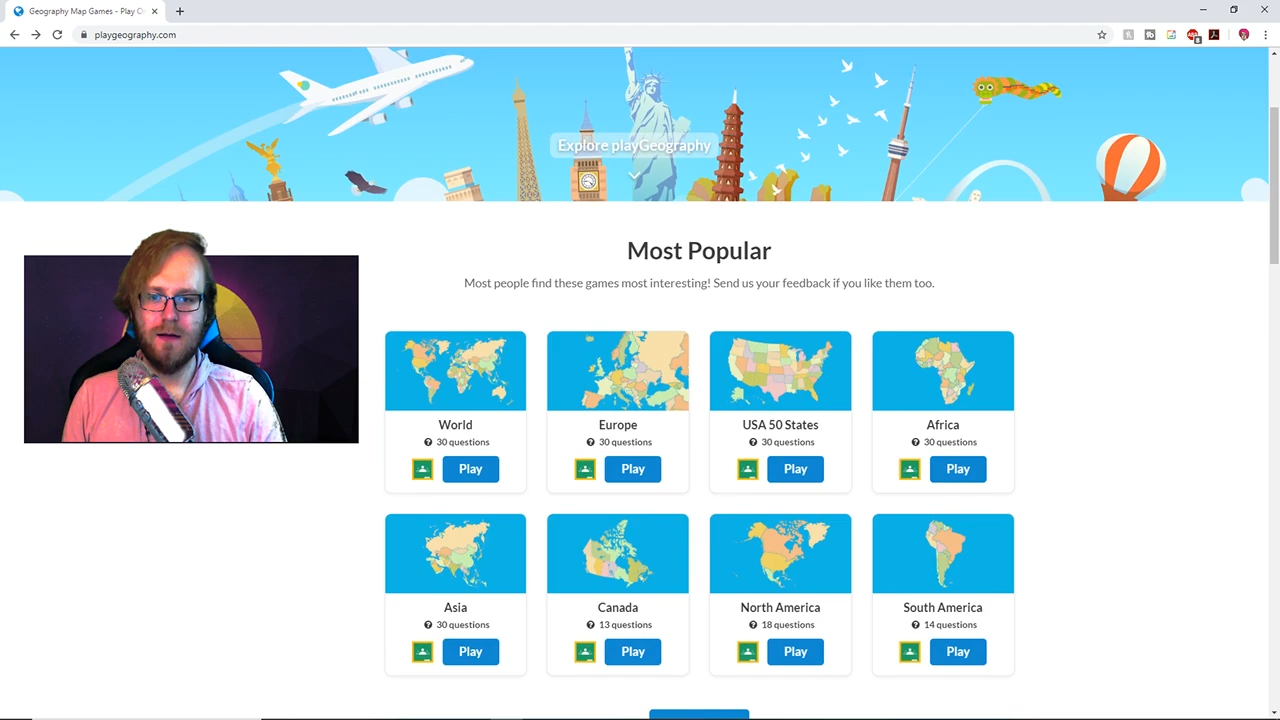 Geography Map Games - Play G
playgeography.com
Explore playGeography
Most Popular
Most people find these games most interesting! Send us your feedback if you like them too.
World
30 questions
Play
Europe
30 questions
Play
USA 50 States
30 questions
Play
Africa
30 questions
Play
Asia
30 questions
Play
Canada
13 questions
Play
North America
18 questions
Play
South America
14 questions
Play